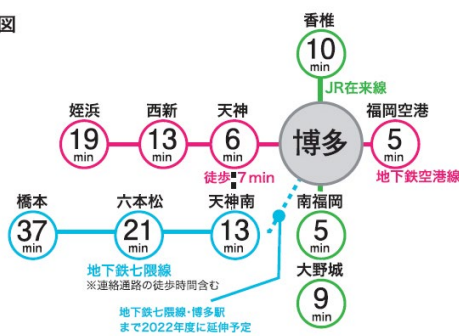 図
香椎
10
min
JR在来線
姪浜
19
min
西新
13
min
天神
6
min
博多
福岡空港
5
min
徒歩 7 min
地下鉄空港線
橋本
37
min
六本松
21
min
天神南
13
min
南福岡
5
min
地下鉄七隈線
※連絡通路の徒歩時間含む
大野城
9
min
地下鉄七隈線・博多駅
まで2022年度に延伸予定